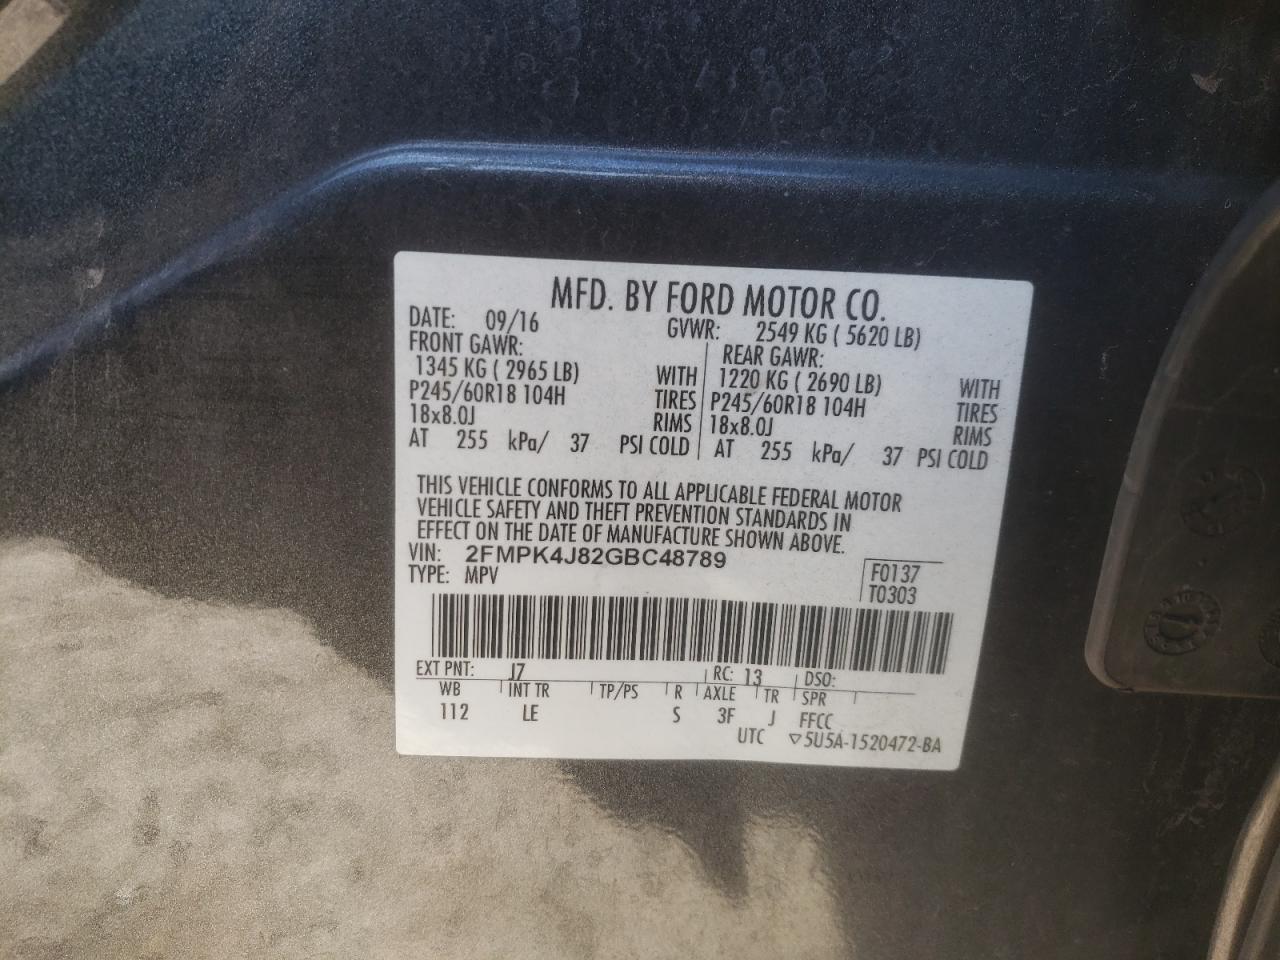 MFD. BY FORD MOTOR CO.
DATE: 09/16 GVWR: 2549 KG ( 5620 LB)
FRONT GAWR: REAR GAWR:
1345 KG ( 2965 LB) WITH 1220 KG ( 2690 LB) WITH
P245/60R18 104H TIRES P245/60R18 104H TIRES
18x8.0J RIMS 18x8.0J RIMS
AT 255 kPa/ 37 PSI COLD AT 255 kPa/ 37 PSI COLD
THIS VEHICLE CONFORMS TO ALL APPLICABLE FEDERAL MOTOR
VEHICLE SAFETY AND THEFT PREVENTION STANDARDS IN
EFFECT ON THE DATE OF MANUFACTURE SHOWN ABOVE.
VIN: 2FMPK4J82GBC48789
TYPE: MPV
F0137
T0303
EXT PNT: J7 RC: 13 DSO:
WB INT TR TP/PS R AXLE TR SPR
112 LE S 3F J FFCC
UTC ▽5U5A-1520472-BA